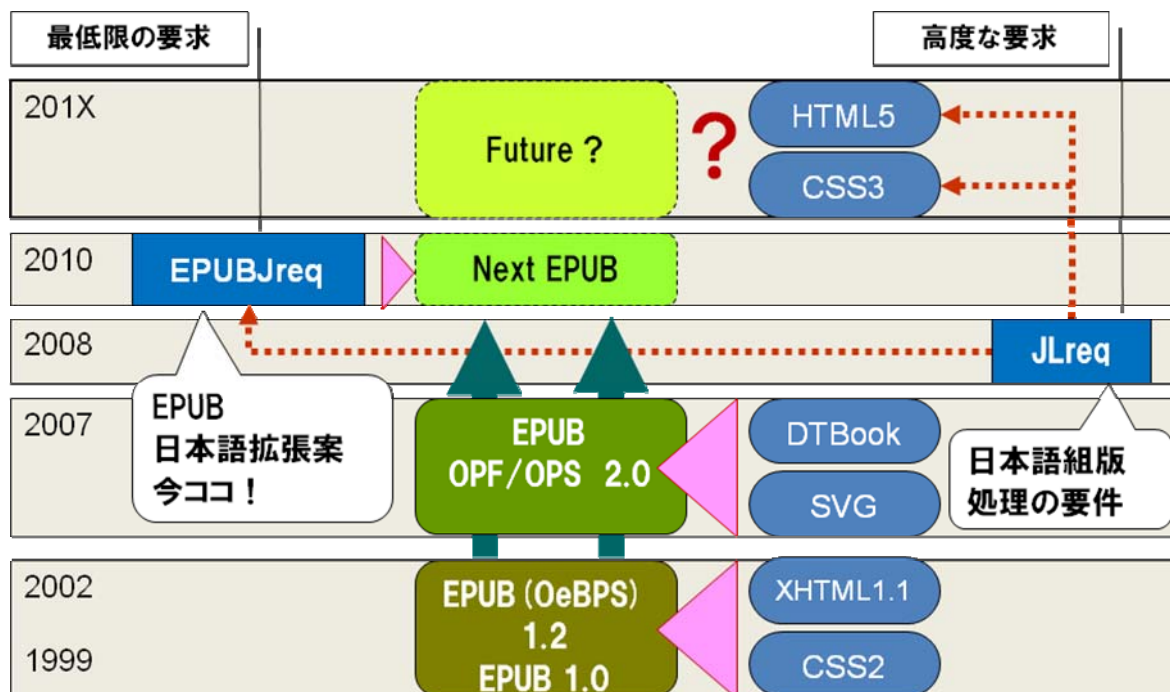 最低限の要求
高度な要求
201X
Future ?
?
HTML5
CSS3
2010
EPUBJreq
Next EPUB
2008
JLreq
EPUB
日本語拡張案
今ココ！
2007
EPUB
OPF/OPS 2.0
DTBook
SVG
日本語組版
処理の要件
2002
1999
EPUB (OeBPS)
1.2
EPUB 1.0
XHTML1.1
CSS2